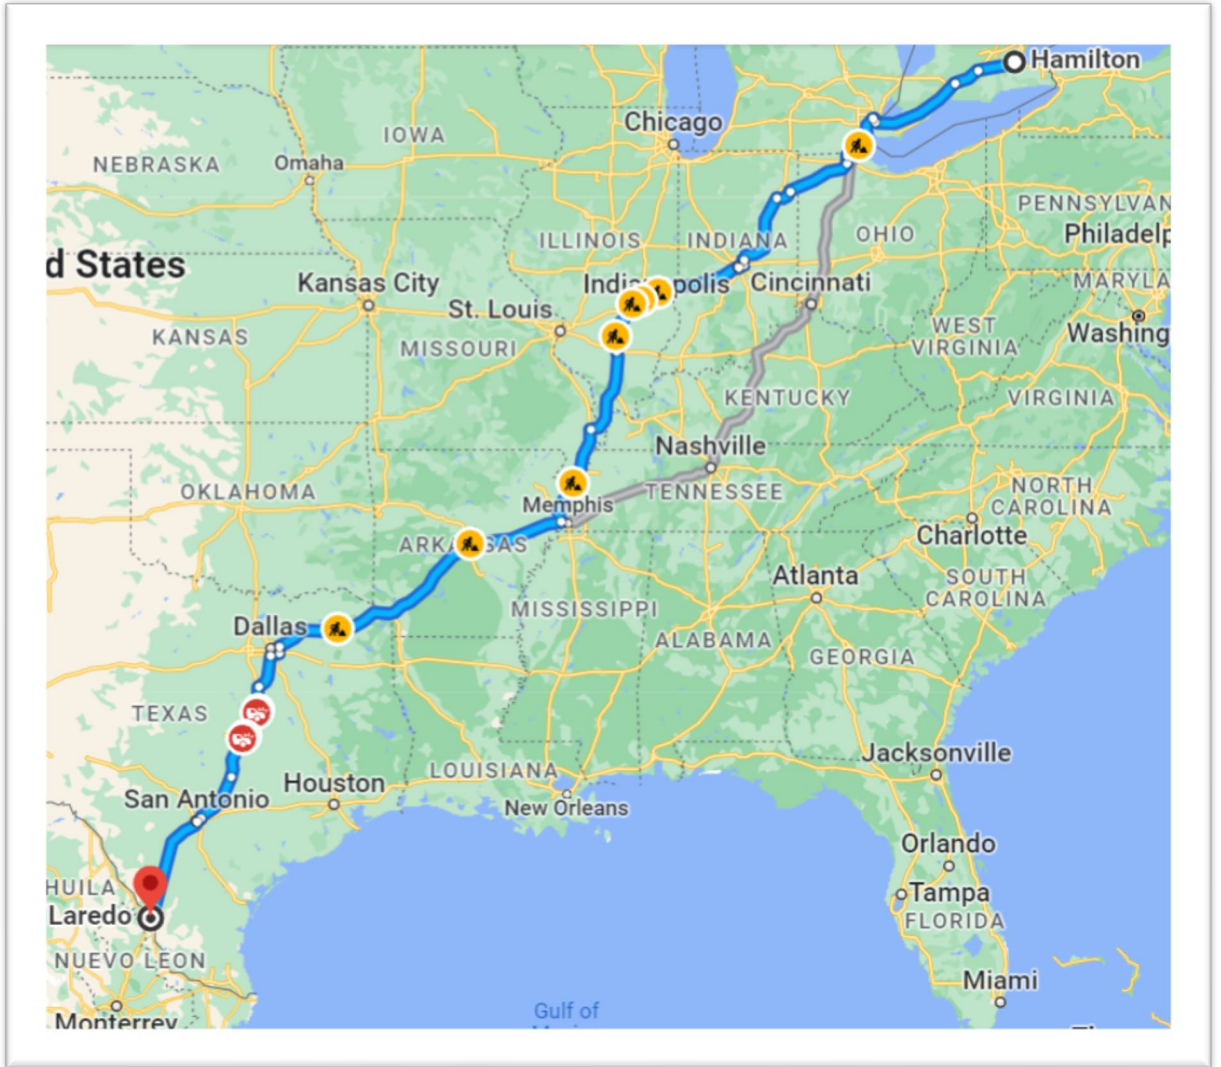 Hamilton
Chicago
IOWA
NEBRASKA
Omaha
PENNSYLVAN
ILLINOIS
INDIANA
OHIO
Philadelp
d States
Kansas City
Indi
polis
Cincinnati
MARYLA
St. Louis
KANSAS
MISSOURI
WEST
VIRGINIA
Washing
KENTUCKY
VIRGINIA
Nashville
OKLAHOMA
TENNESSEE
Memphis
NORTH
CAROLINA
ARKA
SAS
Charlotte
Atlanta
SOUTH
CAROLINA
MISSISSIPPI
Dallas
ALABAMA
GEORGIA
TEXAS
Jacksonville
LOUISIANA
Houston
San Antonio
New Orleans
Orlando
HUILA
Tampa
Laredo
FLORIDA
NUEVO LEON
Miami
Gulf of
Monterrey